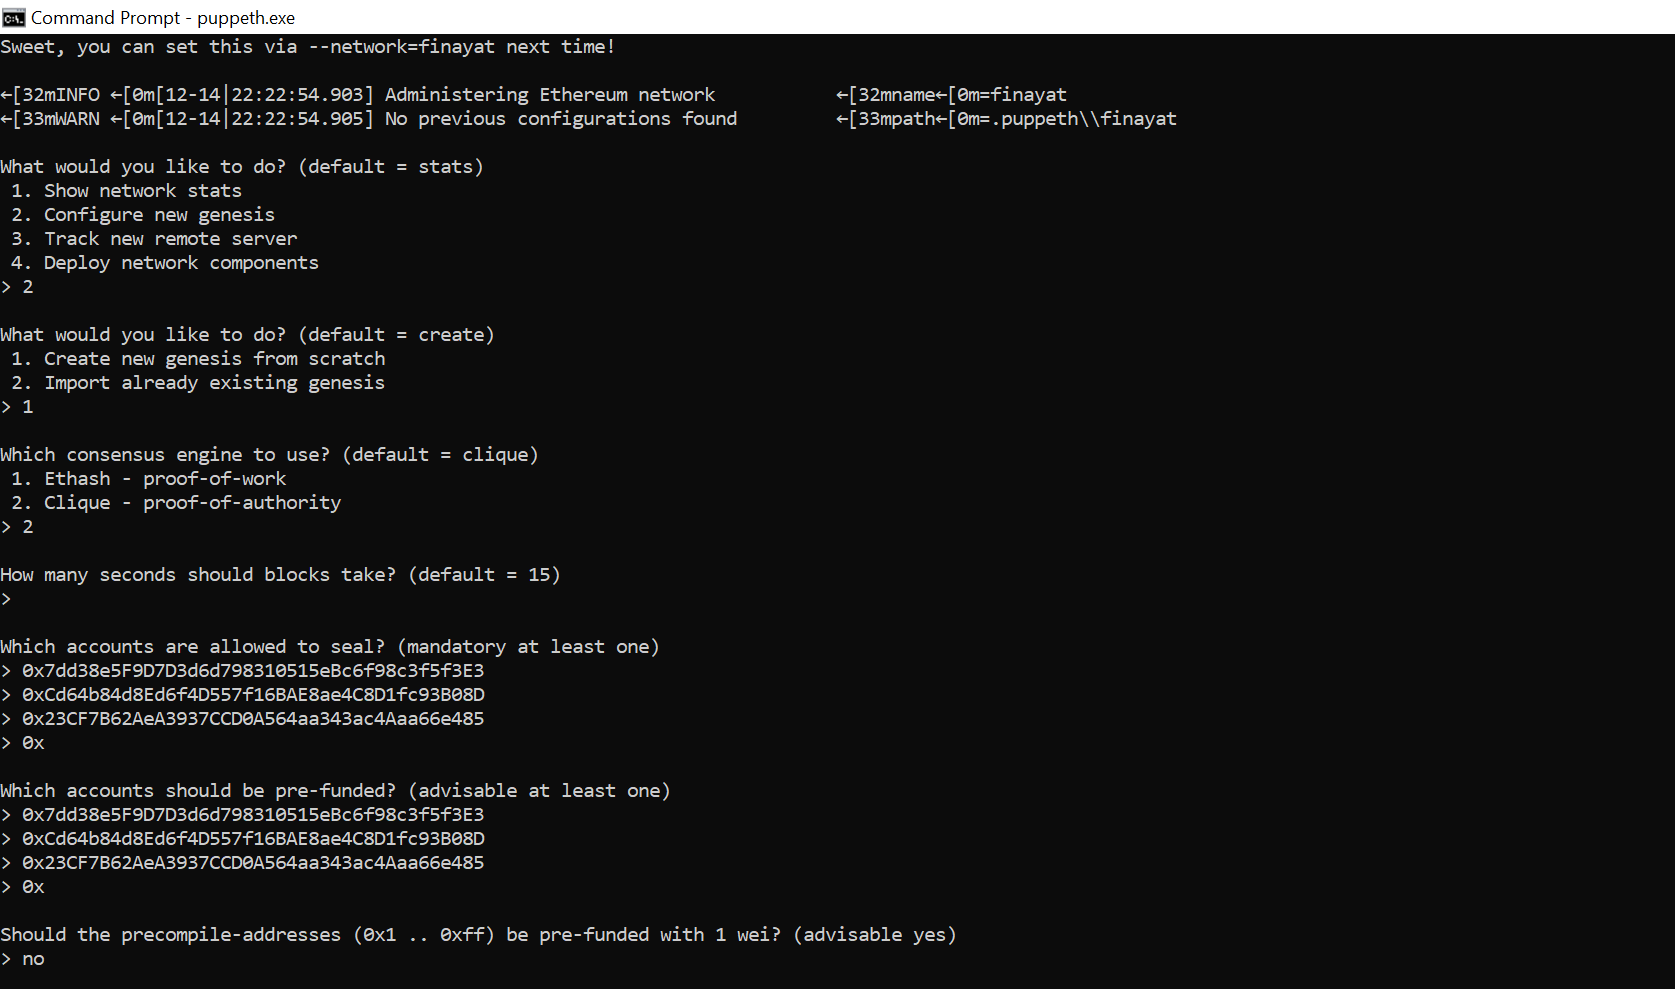 Command Prompt - puppeth.exe
Sweet, you can set this via --network=finayat next time!
←[32mINFO ←[0m[12-14|22:22:54.903] Administering Ethereum network ←[32mname←[0m=finayat
←[33mWARN ←[0m[12-14|22:22:54.905] No previous configurations found ←[33mpath←[0m=.puppeth\\finayat
What would you like to do? (default = stats)
1. Show network stats
2. Configure new genesis
3. Track new remote server
4. Deploy network components
> 2
What would you like to do? (default = create)
1. Create new genesis from scratch
2. Import already existing genesis
> 1
Which consensus engine to use? (default = clique)
1. Ethash - proof-of-work
2. Clique - proof-of-authority
> 2
How many seconds should blocks take? (default = 15)
>
Which accounts are allowed to seal? (mandatory at least one)
> 0x7dd38e5F9D7D3d6d798310515eBc6f98c3f5f3E3
> 0xCd64b84d8Ed6f4D557f16BAE8ae4C8D1fc93B08D
> 0x23CF7B62AeA3937CCD0A564aa343ac4Aaa66e485
> 0x
Which accounts should be pre-funded? (advisable at least one)
> 0x7dd38e5F9D7D3d6d798310515eBc6f98c3f5f3E3
> 0xCd64b84d8Ed6f4D557f16BAE8ae4C8D1fc93B08D
> 0x23CF7B62AeA3937CCD0A564aa343ac4Aaa66e485
> 0x
Should the precompile-addresses (0x1 .. 0xff) be pre-funded with 1 wei? (advisable yes)
> no